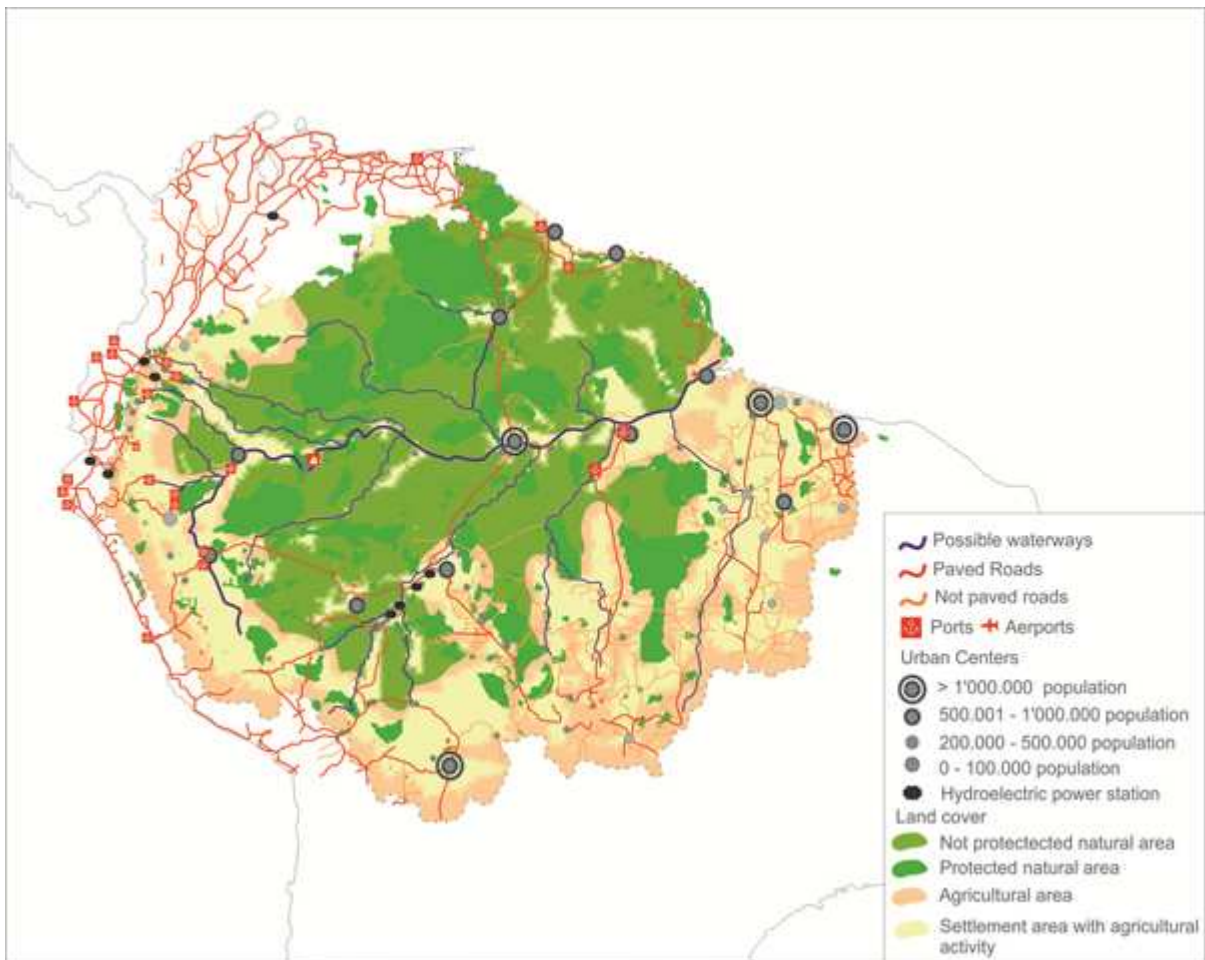 Possible waterways
Paved Roads
Not paved roads
Ports Aerports
Urban Centers
> 1'000.000 population
500.001 - 1'000.000 population
200.000 - 500.000 population
0 - 100.000 population
Hydroelectric power station
Land cover
Not protectected natural area
Protected natural area
Agricultural area
Settlement area with agricultural
activity